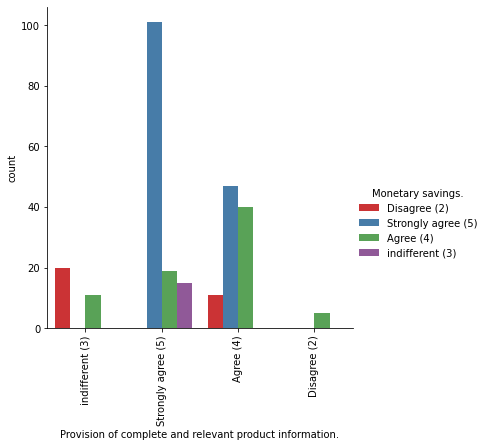 100
80
60
40
20
0
count
indifferent (3)
Strongly agree (5)
Agree (4)
Disagree (2)
Provision of complete and relevant product information.
Monetary savings.
Disagree (2)
Strongly agree (5)
Agree (4)
indifferent (3)